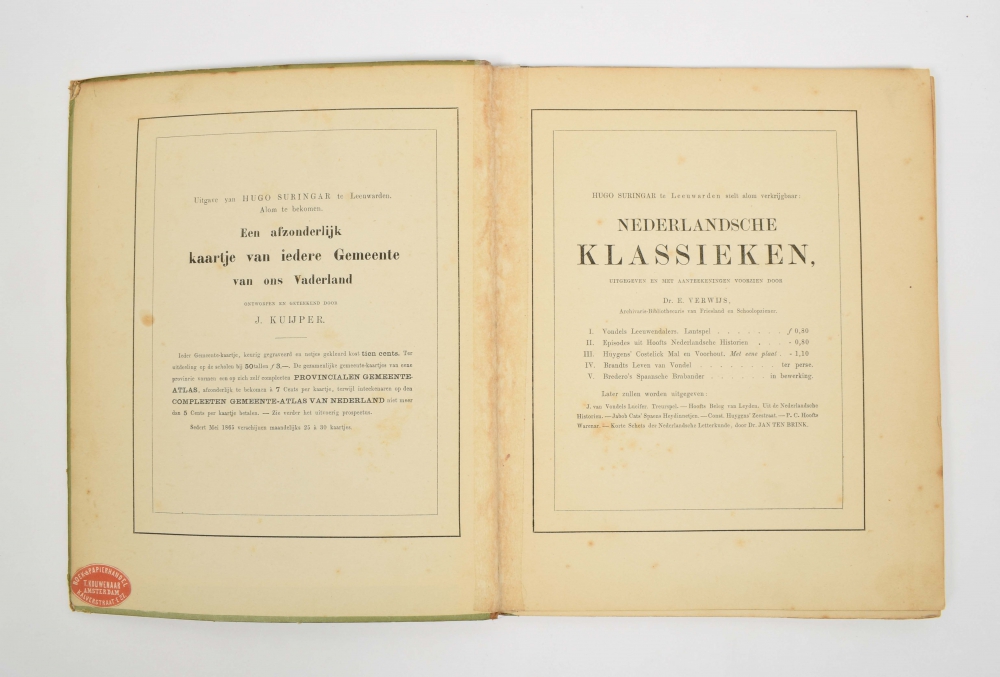 Uitgave van HUGO SURINGAR te Leeuwarden.
Alom te bekomen.
Een afzonderlijk
kaartje van iedere Gemeente
van ons Vaderland
ONTWORPEN EN GETEEKEND DOOR
J. KUIJPER.
Ieder Gemeente-kaartje, keurig gegraveerd en netjes gekleurd kost tien cents. Ter
uitdeeling op de scholen bij 50tallen ƒ 3.—. De gezamenlijke gemeente-kaartjes van eene
provincie vormen een op zich zelf compleeten PROVINCIALEN GEMEENTE-
ATLAS, afzonderlijk te bekomen à 7 Cents per kaartje, terwijl inteekenaren op den
COMPLEETEN GEMEENTE-ATLAS VAN NEDERLAND niet meer
dan 5 Cents per kaartje betalen. — Zie verder het uitvoerig prospectus.
Sedert Mei 1865 verschijnen maandelijks 25 à 30 kaartjes.
BOEK & PAPIERHANDEL
T. KOUWENAAR
AMSTERDAM
KALVERSTRAAT
HUGO SURINGAR te Leeuwarden stelt alom verkrijgbaar:
NEDERLANDSCHE
KLASSIEKEN,
UITGEGEVEN EN MET AANTEEKENINGEN VOORZIEN DOOR
Dr. E. VERWIJS,
Archivaris-Bibliothecaris van Friesland en Schoolopziener.
I. Vondels Leeuwendalers. Lantspel . . . . . . . ƒ 0,80
II. Episodes uit Hoofts Nederlandsche Historien . . . - 0,80
III. Huygens' Costelick Mal en Voorhout. Met eene plaat . - 1,10
IV. Brandts Leven van Vondel . . . . . . . . ter perse.
V. Bredero's Spaansche Brabander . . . . . . in bewerking.
Later zullen worden uitgegeven:
J. van Vondels Lucifer. Treurspel. — Hoofts Beleg van Leyden, Uit de Nederlandsche
Historien. — Jakob Cats' Spaens Heydinnetjen. — Const. Huygens' Zeestraet. — P. C. Hoofts
Warenar. — Korte Schets der Nederlandsche Letterkunde, door Dr. JAN TEN BRINK.